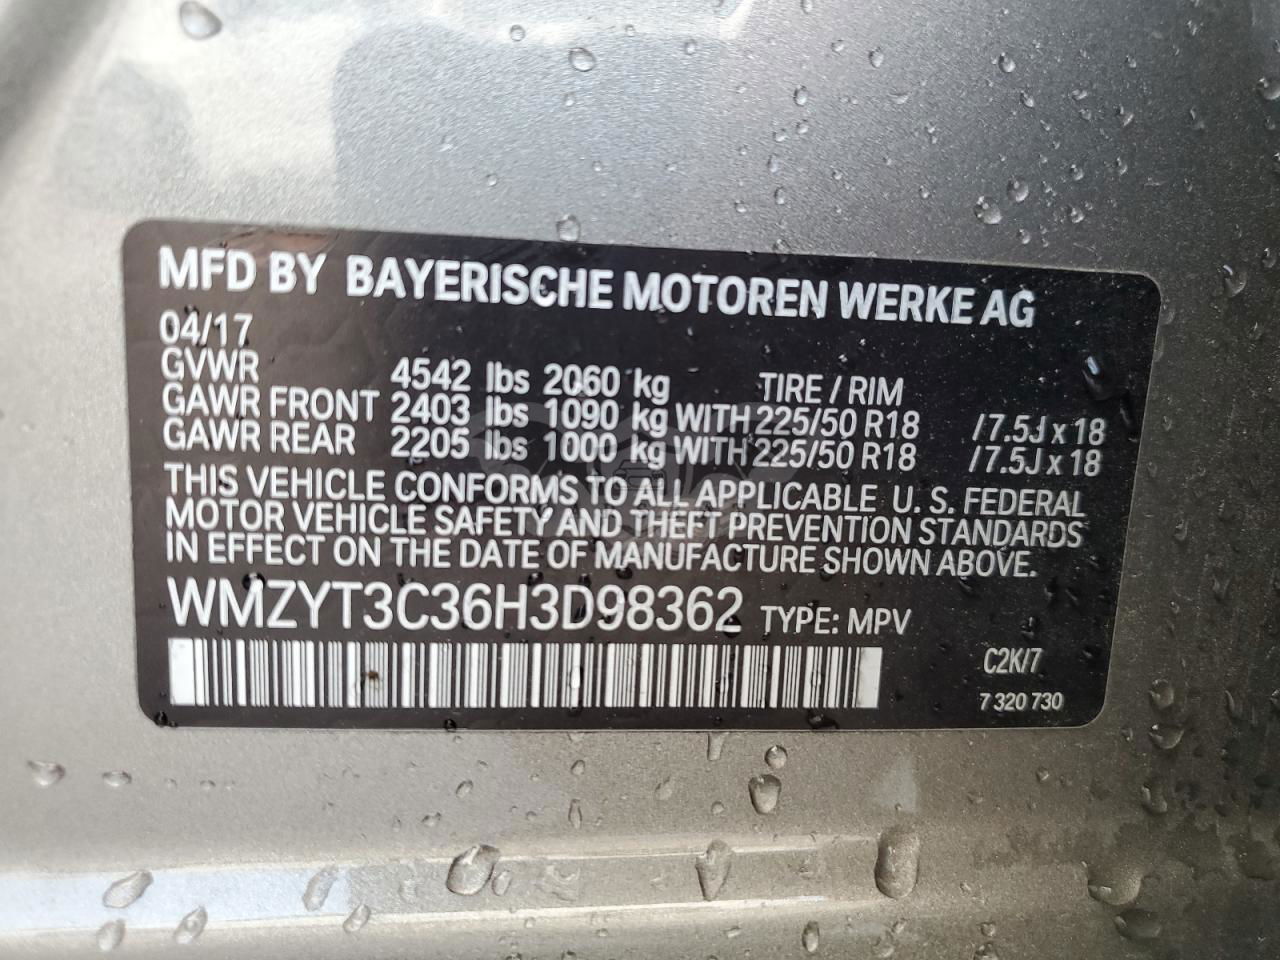 MFD BY BAYERISCHE MOTOREN WERKE AG
04/17
GVWR 4542 lbs 2060 kg TIRE / RIM
GAWR FRONT 2403 lbs 1090 kg WITH 225/50 R18 /7.5J x 18
GAWR REAR 2205 lbs 1000 kg WITH 225/50 R18 /7.5J x 18
THIS VEHICLE CONFORMS TO ALL APPLICABLE U. S. FEDERAL
MOTOR VEHICLE SAFETY AND THEFT PREVENTION STANDARDS
IN EFFECT ON THE DATE OF MANUFACTURE SHOWN ABOVE.
WMZYT3C36H3D98362 TYPE: MPV
C2K/7
7 320 730